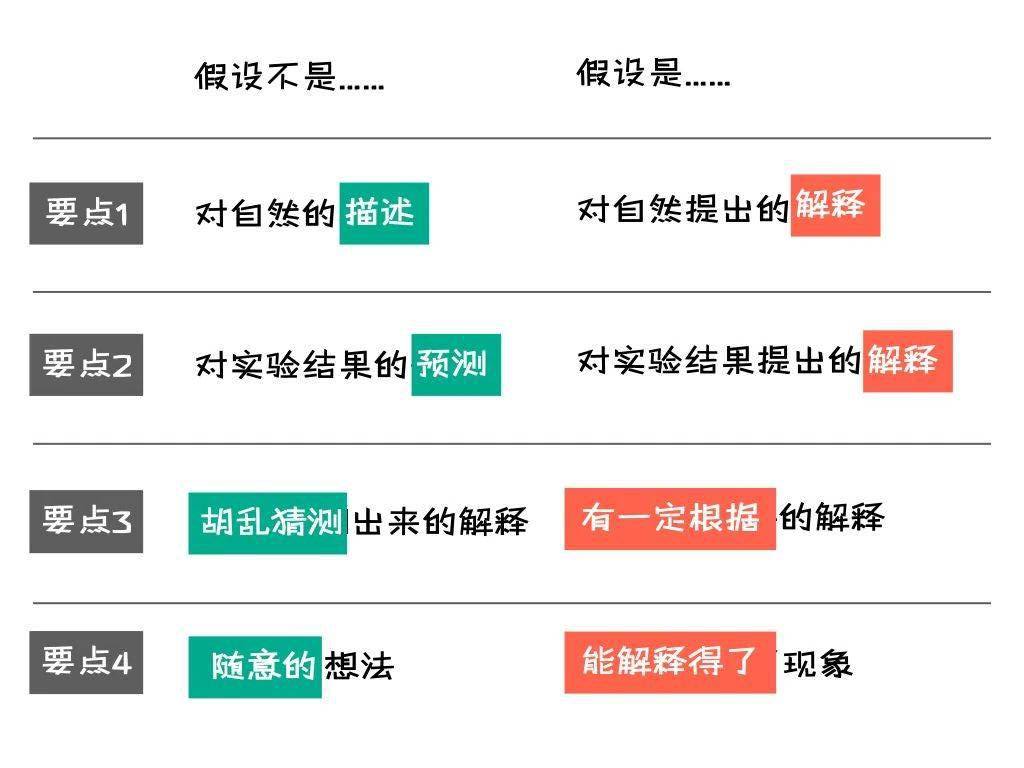 假设不是…… 假设是……
要点1 对自然的描述 对自然提出的解释
要点2 对实验结果的预测 对实验结果提出的解释
要点3 胡乱猜测出来的解释 有一定根据的解释
要点4 随意的想法 能解释得了现象